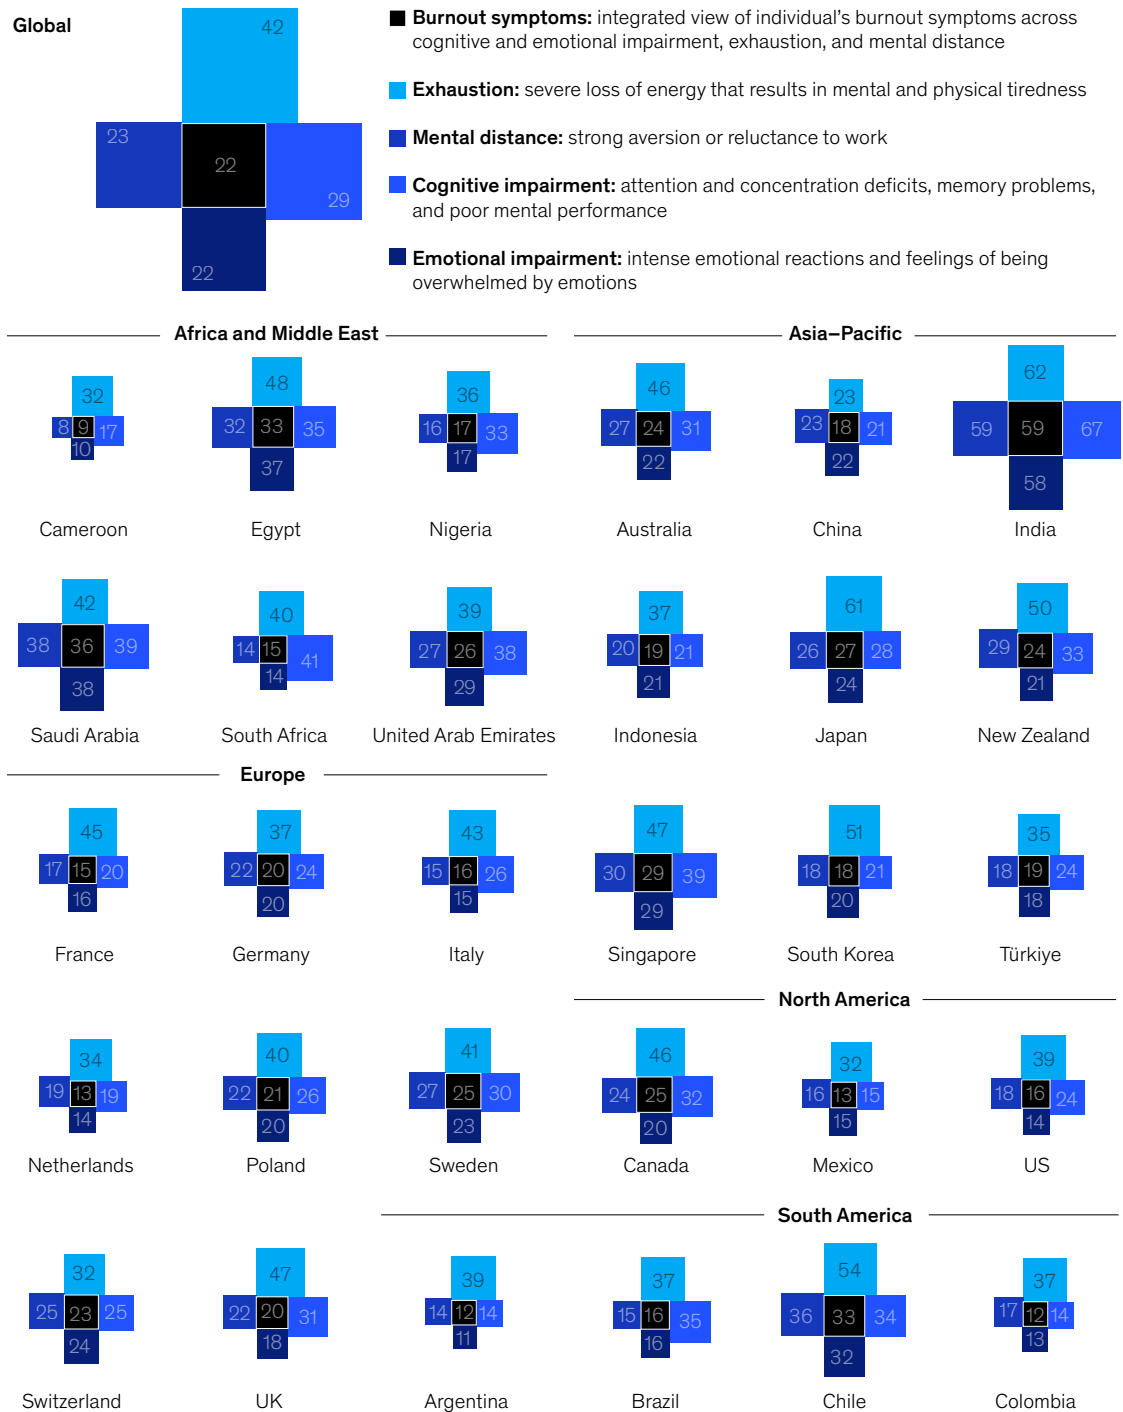 Global
42
23
22
29
22
Burnout symptoms: integrated view of individual’s burnout symptoms across
cognitive and emotional impairment, exhaustion, and mental distance
Exhaustion: severe loss of energy that results in mental and physical tiredness
Mental distance: strong aversion or reluctance to work
Cognitive impairment: attention and concentration deficits, memory problems,
and poor mental performance
Emotional impairment: intense emotional reactions and feelings of being
overwhelmed by emotions
Africa and Middle East
32
8 9 17
10
Cameroon
48
32 33 35
37
Egypt
36
16 17 33
17
Nigeria
42
38 36 39
38
Saudi Arabia
40
14 15 41
14
South Africa
39
27 26 38
29
United Arab Emirates
Asia–Pacific
46
27 24 31
22
Australia
23
23 18 21
22
China
62
59 59 67
58
India
37
20 19 21
21
Indonesia
61
26 27 28
24
Japan
50
29 24 33
21
New Zealand
47
30 29 39
29
Singapore
51
18 18 21
20
South Korea
35
18 19 24
18
Türkiye
Europe
45
17 15 20
16
France
37
22 20 24
20
Germany
43
15 16 26
15
Italy
34
19 13 19
14
Netherlands
40
22 21 26
20
Poland
41
27 25 30
23
Sweden
32
25 23 25
24
Switzerland
47
22 20 31
18
UK
North America
46
24 25 32
20
Canada
32
16 13 15
15
Mexico
39
18 16 24
14
US
South America
39
14 12 14
11
Argentina
37
15 16 35
16
Brazil
54
36 33 34
32
Chile
37
17 12 14
13
Colombia